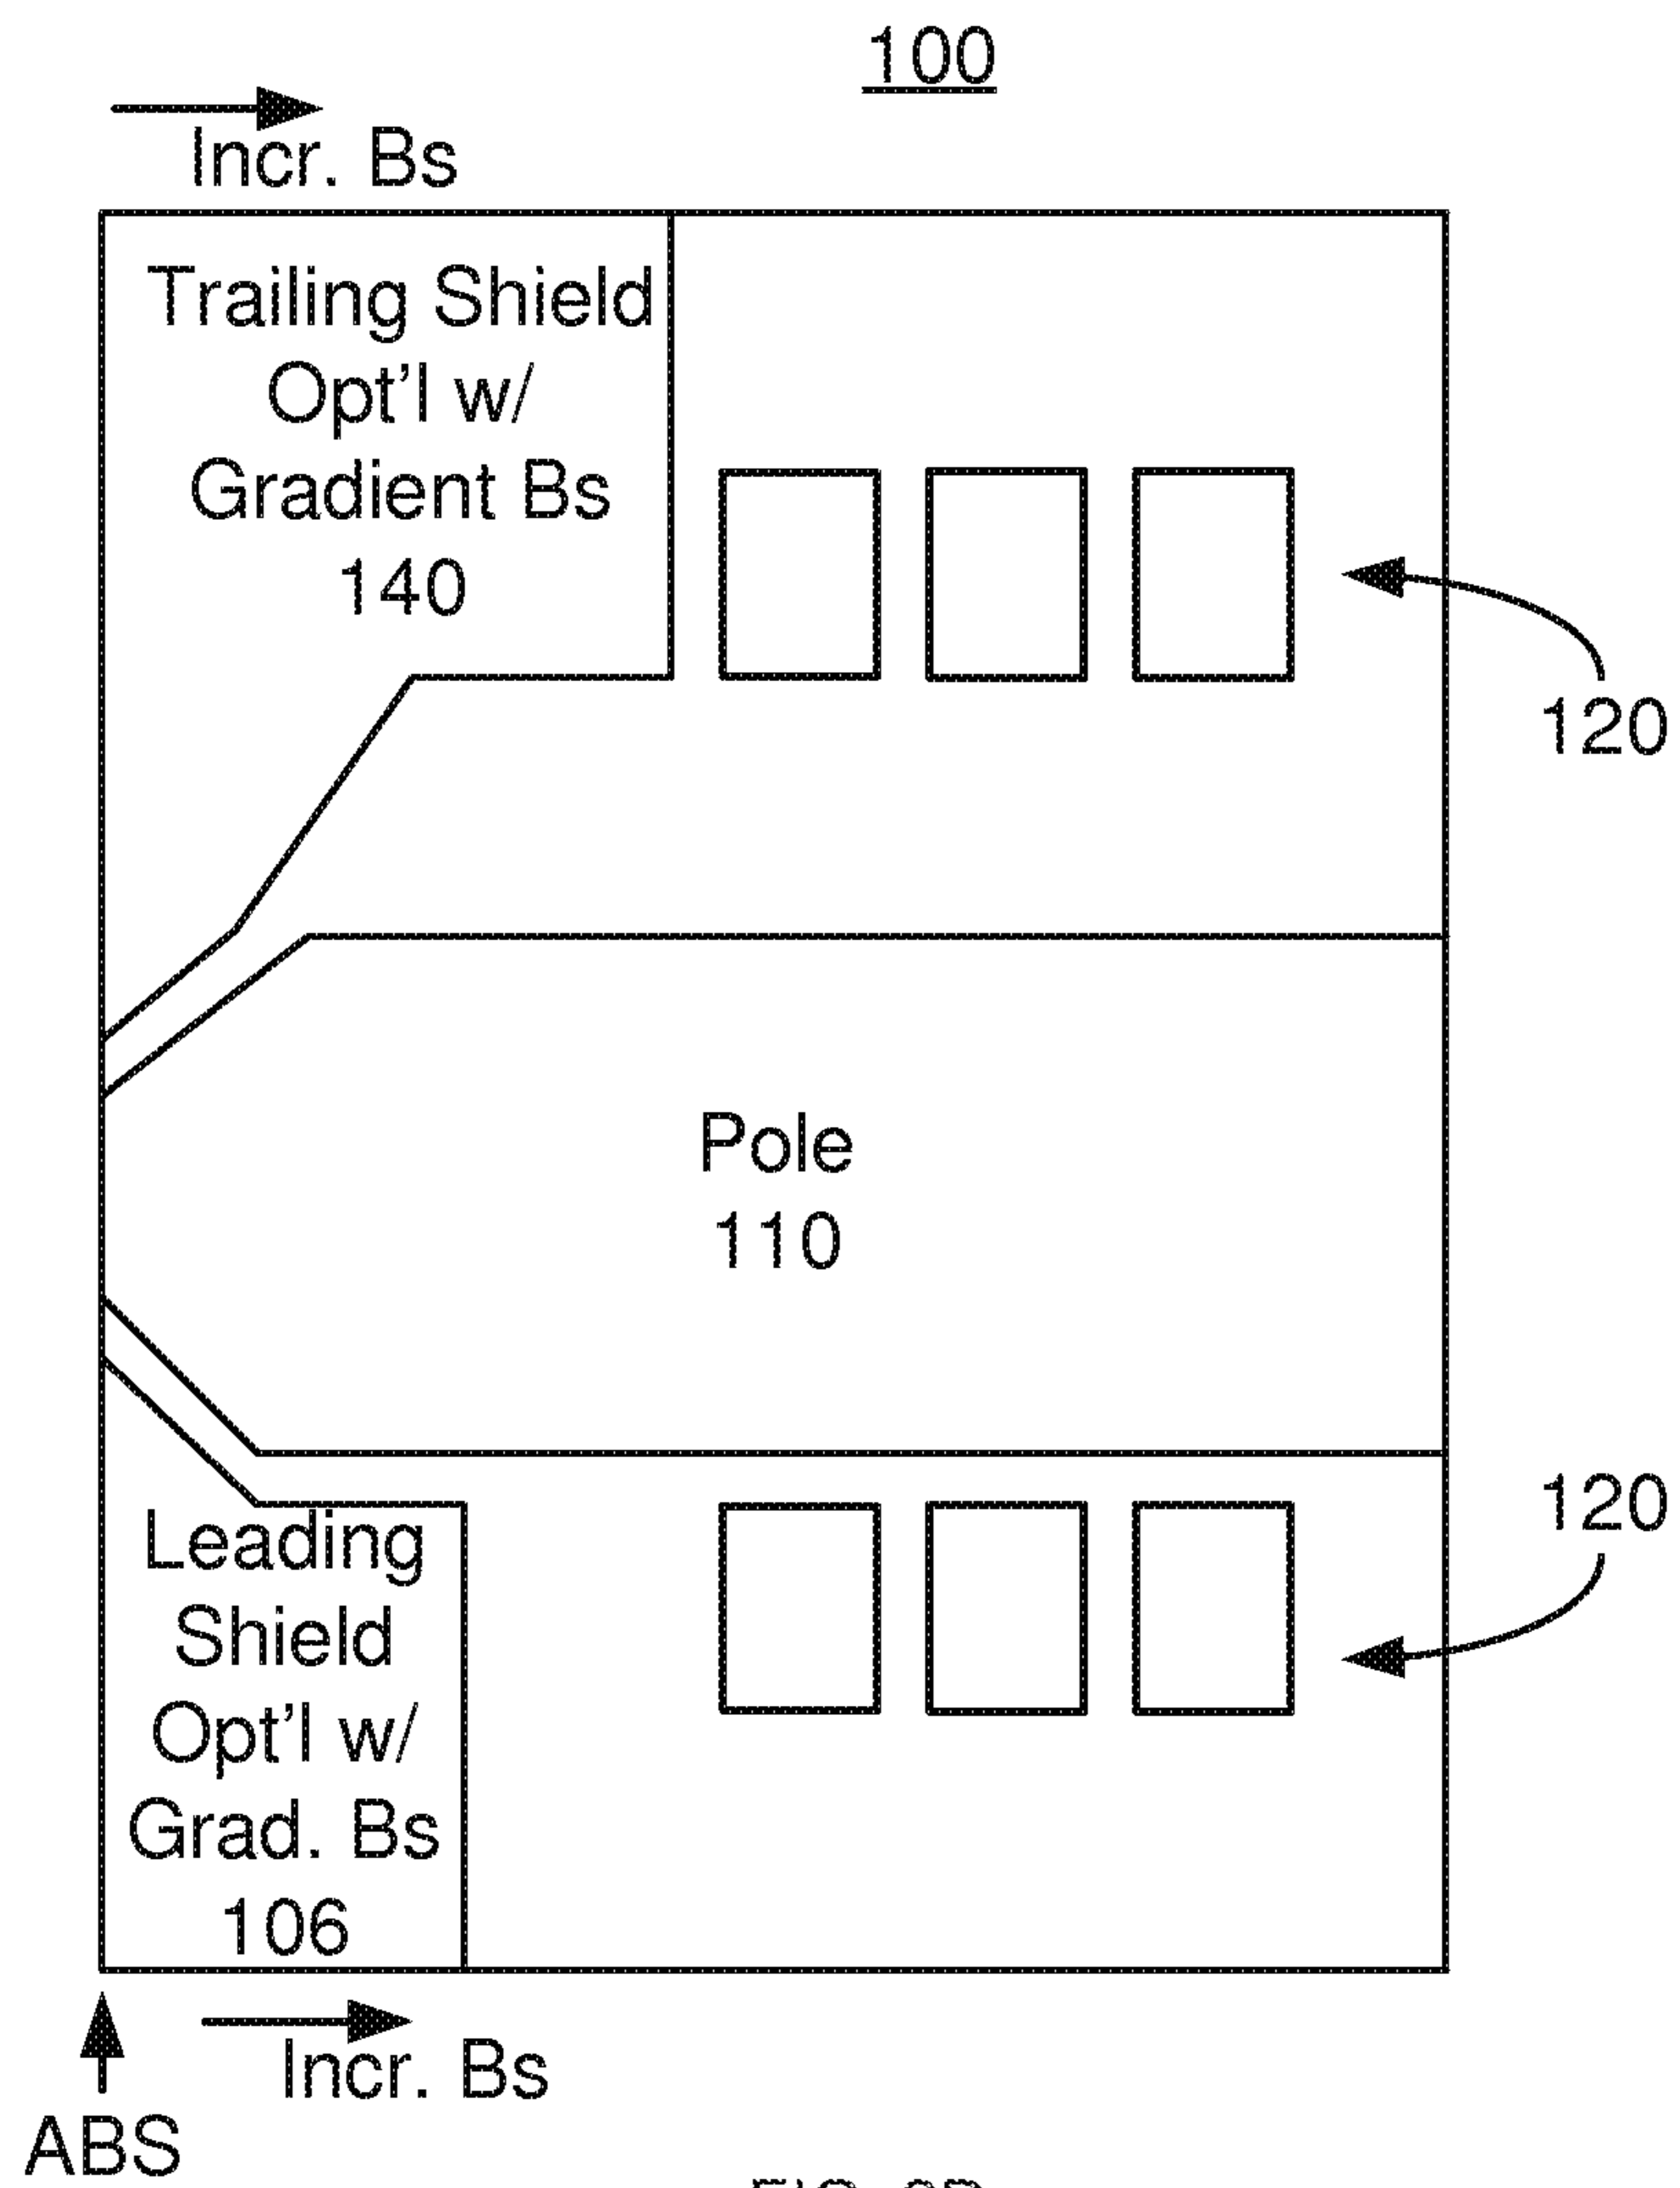 100
Incr. Bs
Trailing Shield
Opt'l w/
Gradient Bs
140
120
Pole
110
120
Leading
Shield
Opt'l w/
Grad. Bs
106
Incr. Bs
ABS